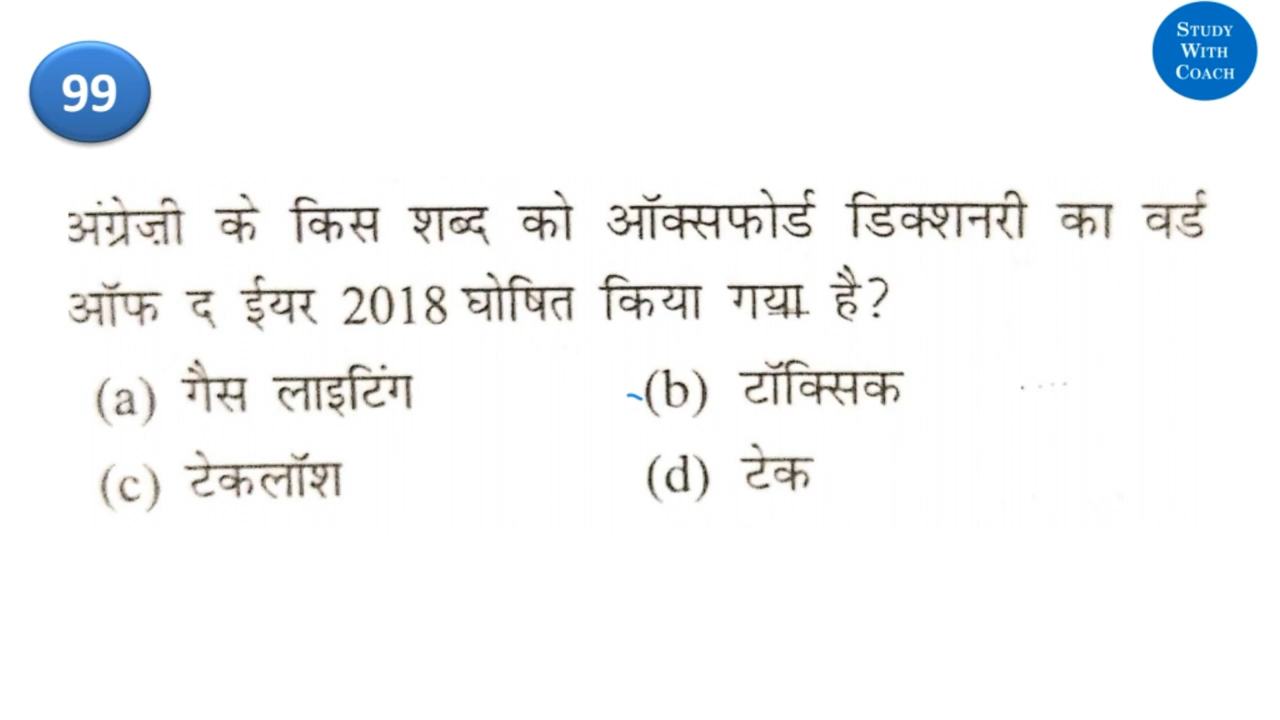 99
STUDY
WITH
COACH
अंग्रेज़ी के किस शब्द को ऑक्सफोर्ड डिक्शनरी का वर्ड
ऑफ द ईयर 2018 घोषित किया गया है?
(a) गैस लाइटिंग (b) टॉक्सिक
(c) टेकलॉश (d) टेक